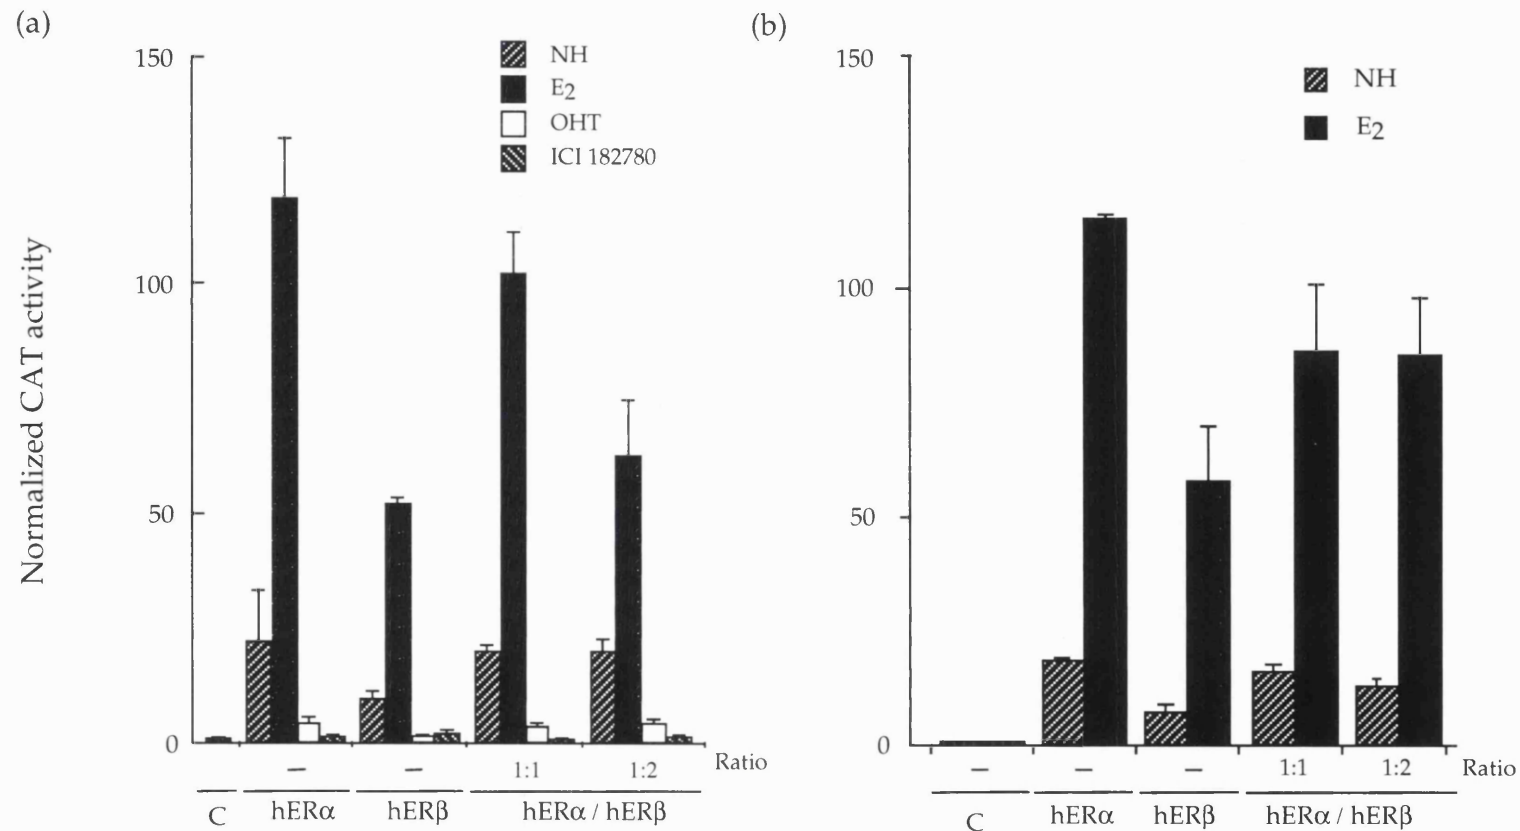 (a)
Normalized CAT activity
150
100
50
0
NH
E2
OHT
ICI 182780
– – 1:1 1:2 Ratio
C hERα hERβ hERα / hERβ
(b)
150
100
50
0
NH
E2
– – – 1:1 1:2 Ratio
C hERα hERβ hERα / hERβ